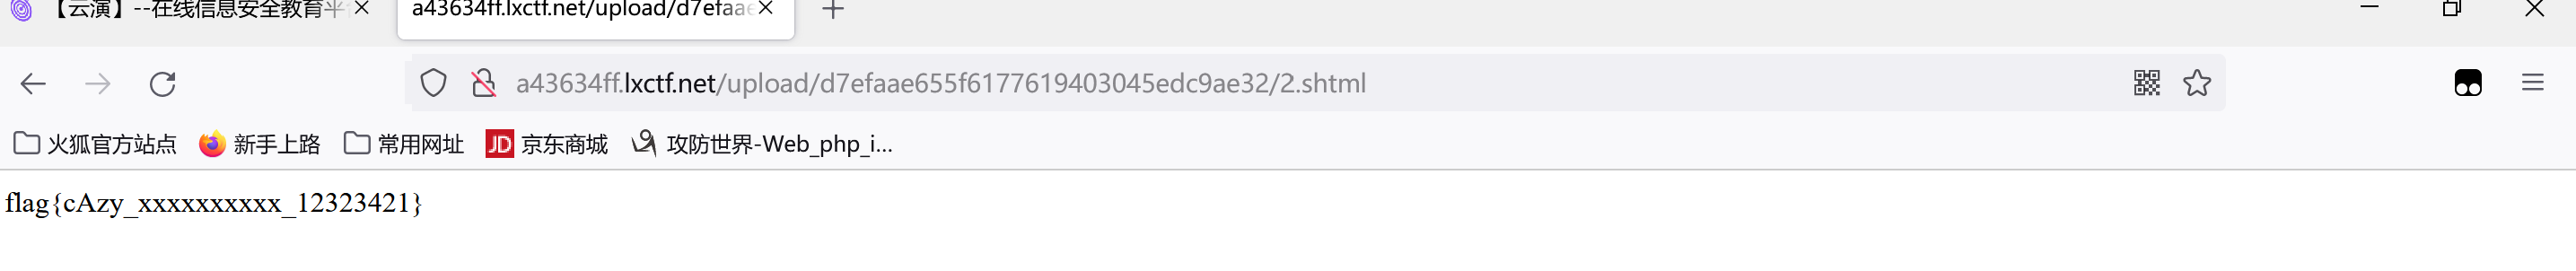 【云演】--在线信息安全教育平
a43634ff.lxctf.net/upload/d7efaae
a43634ff.lxctf.net/upload/d7efaae655f6177619403045edc9ae32/2.shtml
火狐官方站点 新手上路 常用网址 JD 京东商城 攻防世界-Web_php_i...
flag{cAzy_xxxxxxxxxx_12323421}